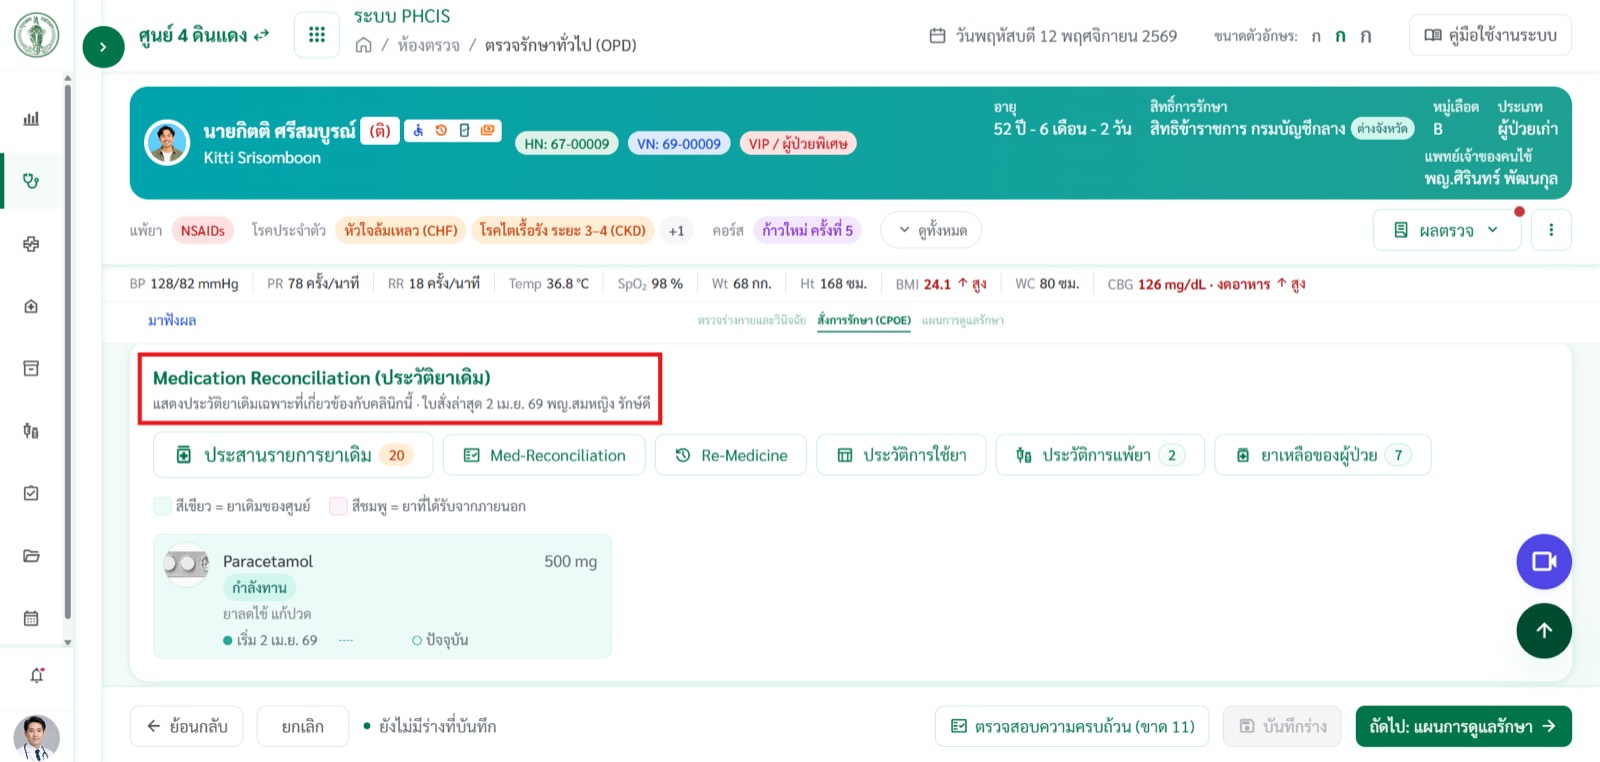 ศูนย์ 4 ดินแดง
ระบบ PHCIS
/ ห้องตรวจ / ตรวจรักษาทั่วไป (OPD)
วันพฤหัสบดี 12 พฤศจิกายน 2569
ขนาดตัวอักษร: ก ก ก
คู่มือใช้งานระบบ
นายกิตติ ศรีสมบูรณ์ (ติ)
Kitti Srisomboon
HN: 67-00009
VN: 69-00009
VIP / ผู้ป่วยพิเศษ
อายุ
52 ปี - 6 เดือน - 2 วัน
สิทธิ์การรักษา
สิทธิข้าราชการ กรมบัญชีกลาง ต่างจังหวัด
หมู่เลือด
B
ประเภท
ผู้ป่วยเก่า
แพทย์เจ้าของคนไข้
พญ.ศิรินทร์ พัฒนกุล
แพ้ยา NSAIDs โรคประจำตัว หัวใจล้มเหลว (CHF) โรคไตเรื้อรัง ระยะ 3–4 (CKD) +1 คอร์ส ก้าวใหม่ ครั้งที่ 5 ดูทั้งหมด
ผลตรวจ
BP 128/82 mmHg PR 78 ครั้ง/นาที RR 18 ครั้ง/นาที Temp 36.8 °C SpO₂ 98 % Wt 68 กก. Ht 168 ซม. BMI 24.1 ↑ สูง WC 80 ซม. CBG 126 mg/dL · งดอาหาร ↑ สูง
มาฟังผล
ตรวจร่างกายและวินิจฉัย สั่งการรักษา (CPOE) แผนการดูแลรักษา
Medication Reconciliation (ประวัติยาเดิม)
แสดงประวัติยาเดิมเฉพาะที่เกี่ยวข้องกับคลินิกนี้ · ใบสั่งล่าสุด 2 เม.ย. 69 พญ.สมหญิง รักษ์ดี
ประสานรายการยาเดิม 20
Med-Reconciliation
Re-Medicine
ประวัติการใช้ยา
ประวัติการแพ้ยา 2
ยาเหลือของผู้ป่วย 7
สีเขียว = ยาเดิมของศูนย์ สีชมพู = ยาที่ได้รับจากภายนอก
Paracetamol 500 mg
กำลังทาน
ยาลดไข้ แก้ปวด
เริ่ม 2 เม.ย. 69 ---- ปัจจุบัน
← ย้อนกลับ
ยกเลิก
• ยังไม่มีร่างที่บันทึก
ตรวจสอบความครบถ้วน (ขาด 11)
บันทึกร่าง
ถัดไป: แผนการดูแลรักษา →